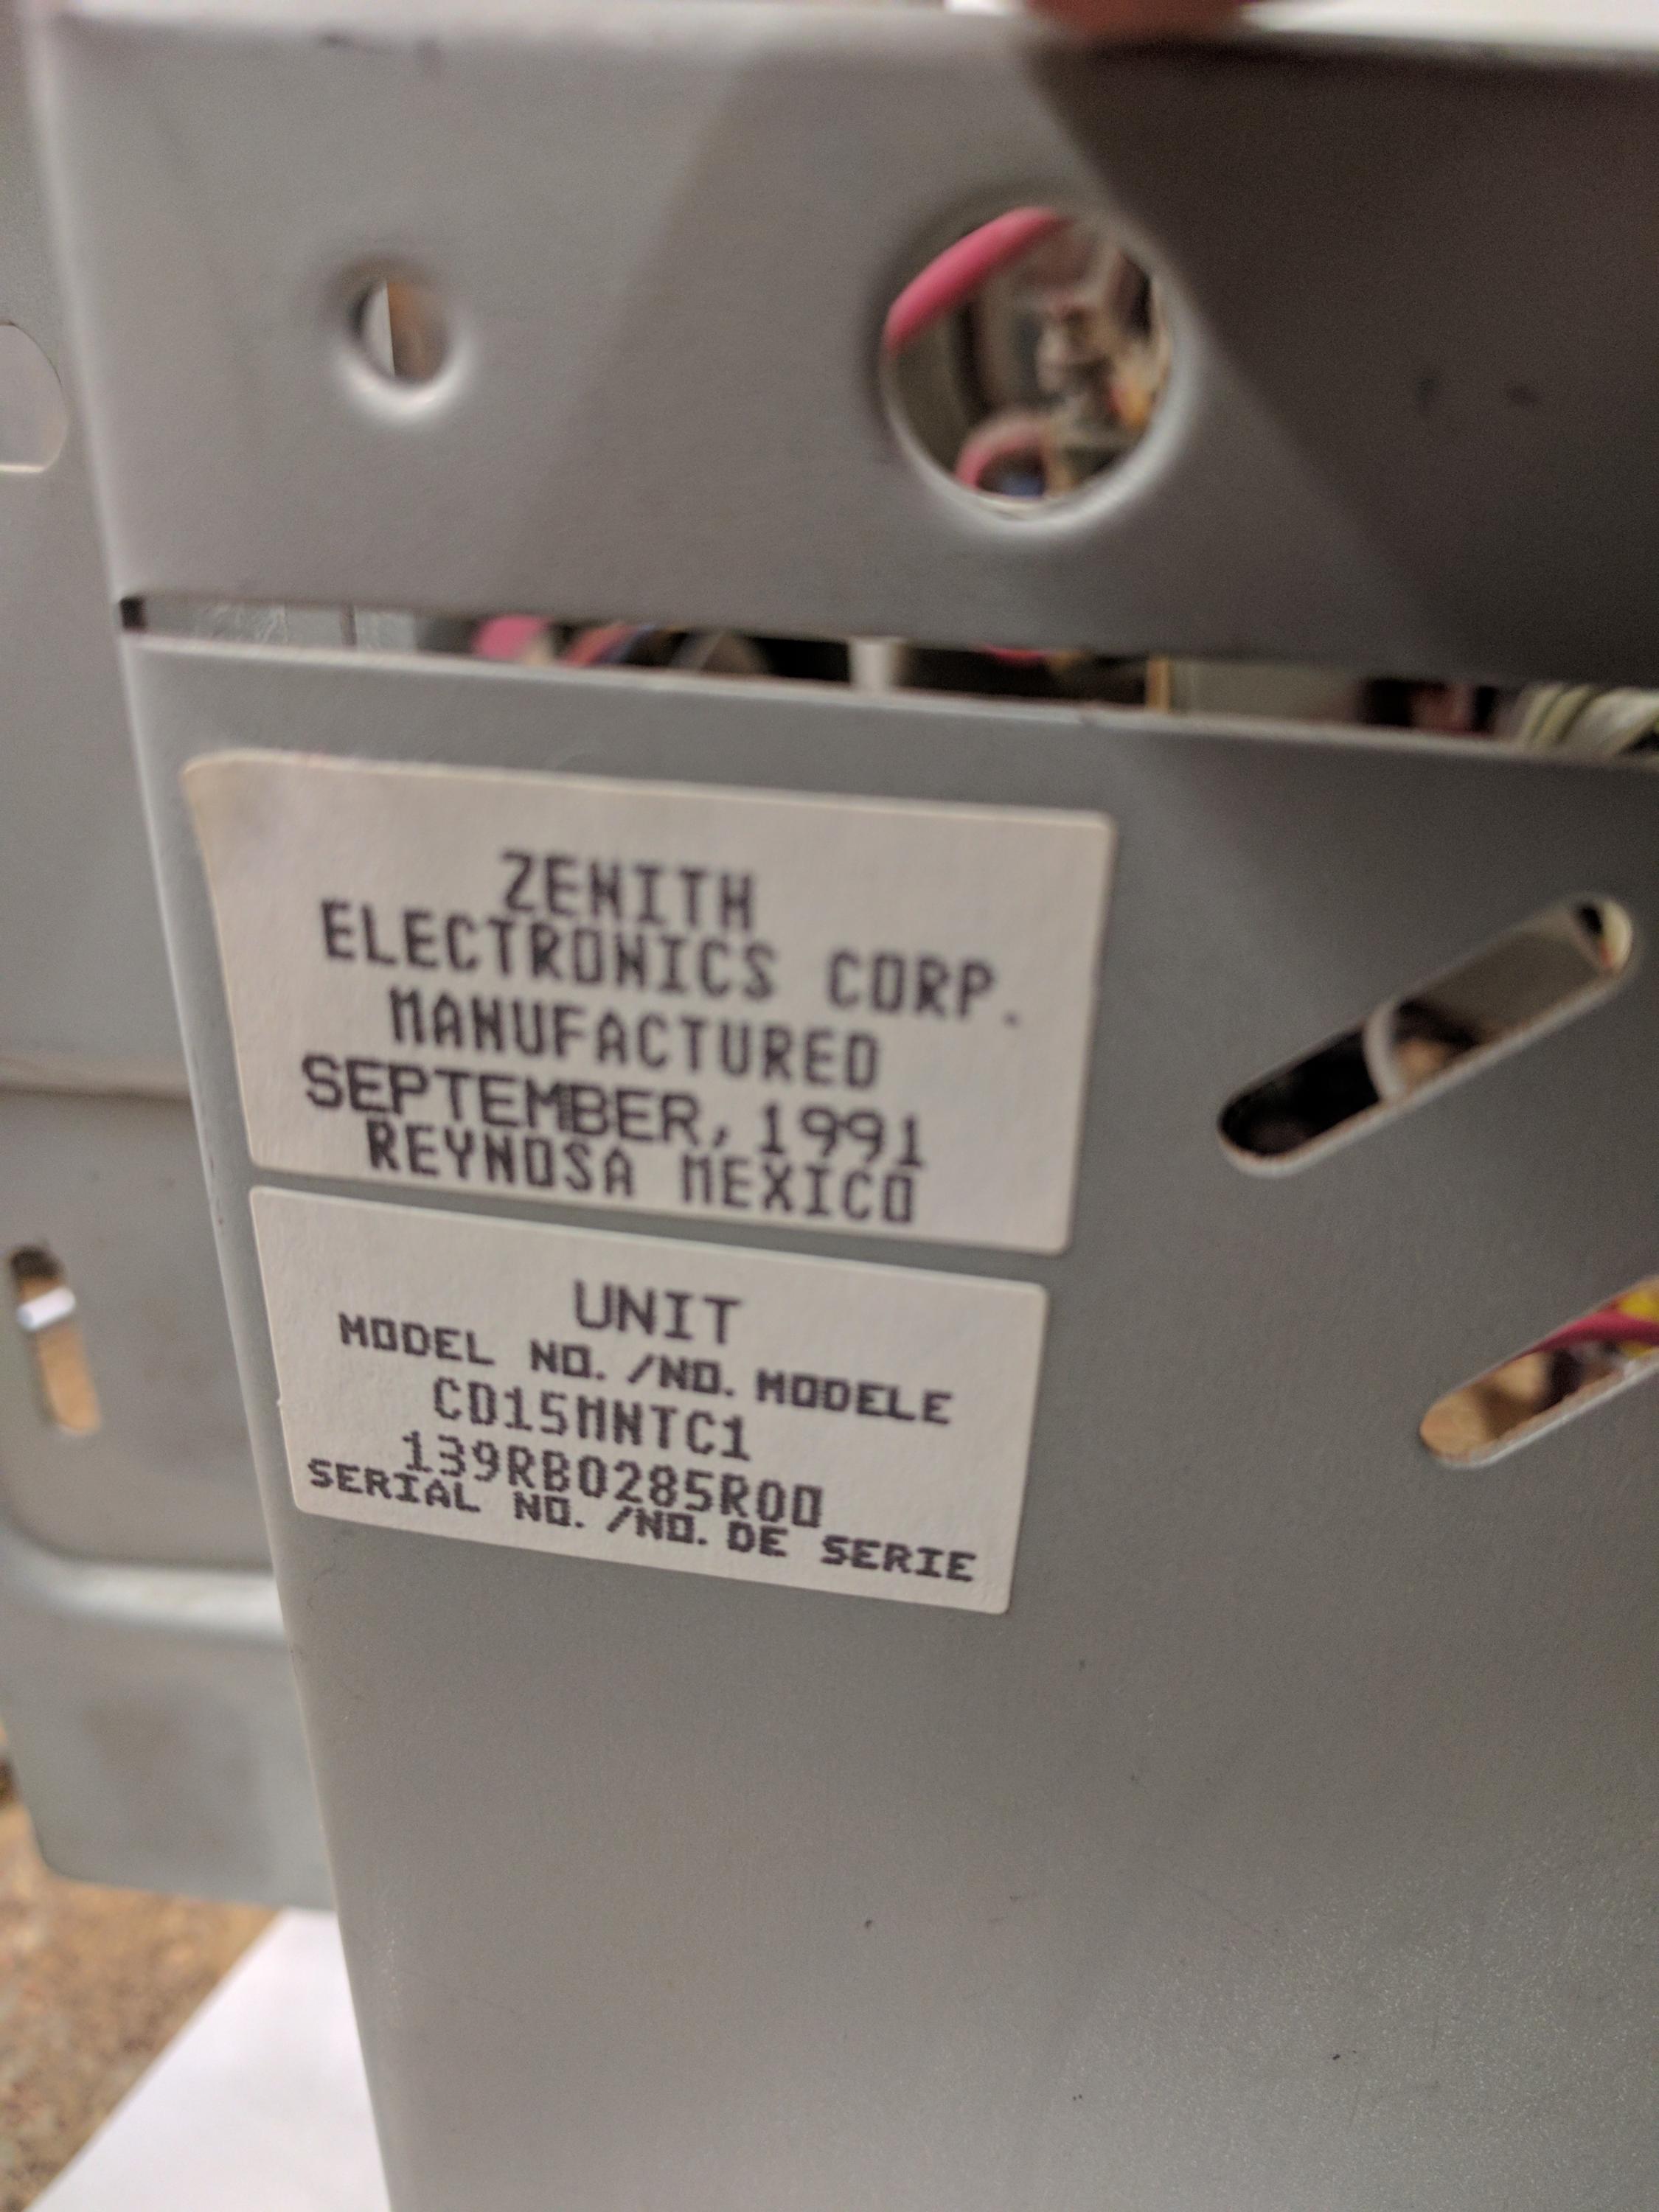 ZENITH
ELECTRONICS CORP.
MANUFACTURED
SEPTEMBER, 1991
REYNOSA MEXICO
UNIT
MODEL NO. /NO. MODELE
CD15MNTC1
139RB0285R00
SERIAL NO. /NO. DE SERIE